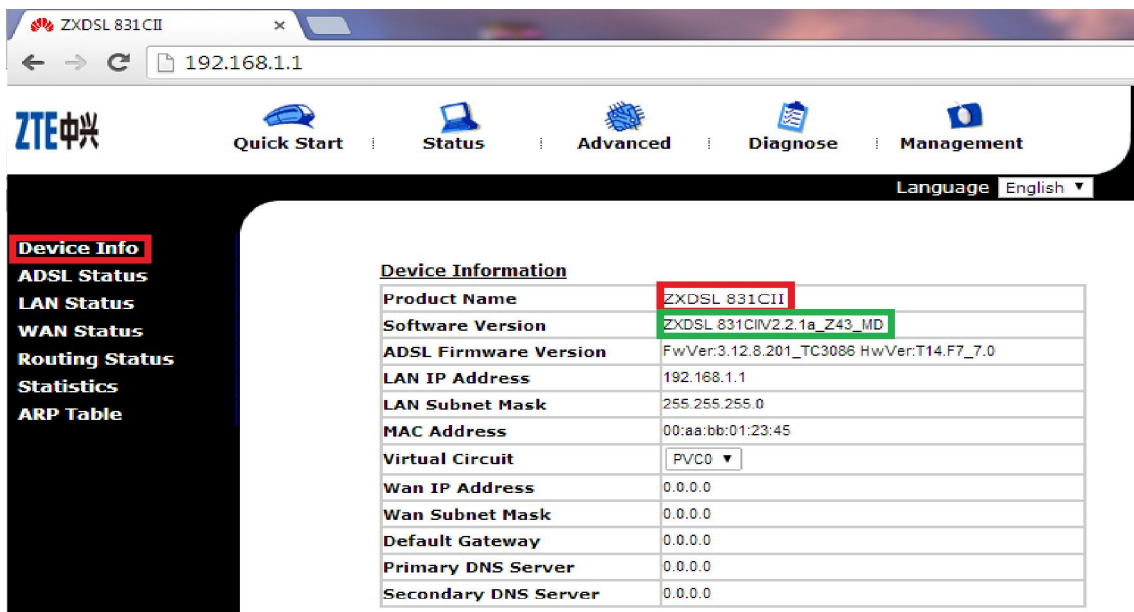 ZXDSL 831CII
192.168.1.1
ZTE中兴
Quick Start
Status
Advanced
Diagnose
Management
Language English
Device Info
ADSL Status
LAN Status
WAN Status
Routing Status
Statistics
ARP Table
Device Information
Product Name ZXDSL 831CII
Software Version ZXDSL 831CIIV2.2.1a_Z43_MD
ADSL Firmware Version FwVer:3.12.8.201_TC3086 HwVer:T14.F7_7.0
LAN IP Address 192.168.1.1
LAN Subnet Mask 255.255.255.0
MAC Address 00:aa:bb:01:23:45
Virtual Circuit PVC0
Wan IP Address 0.0.0.0
Wan Subnet Mask 0.0.0.0
Default Gateway 0.0.0.0
Primary DNS Server 0.0.0.0
Secondary DNS Server 0.0.0.0